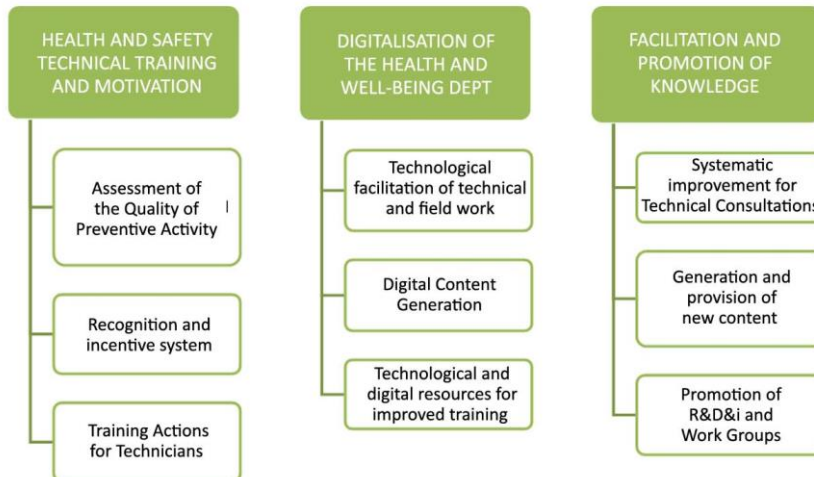 HEALTH AND SAFETY
TECHNICAL TRAINING
AND MOTIVATION
Assessment of
the Quality of
Preventive Activity
Recognition and
incentive system
Training Actions
for Technicians
DIGITALISATION OF
THE HEALTH AND
WELL-BEING DEPT
Technological
facilitation of technical
and field work
Digital Content
Generation
Technological and
digital resources for
improved training
FACILITATION AND
PROMOTION OF
KNOWLEDGE
Systematic
improvement for
Technical Consultations
Generation and
provision of
new content
Promotion of
R&D&i and
Work Groups